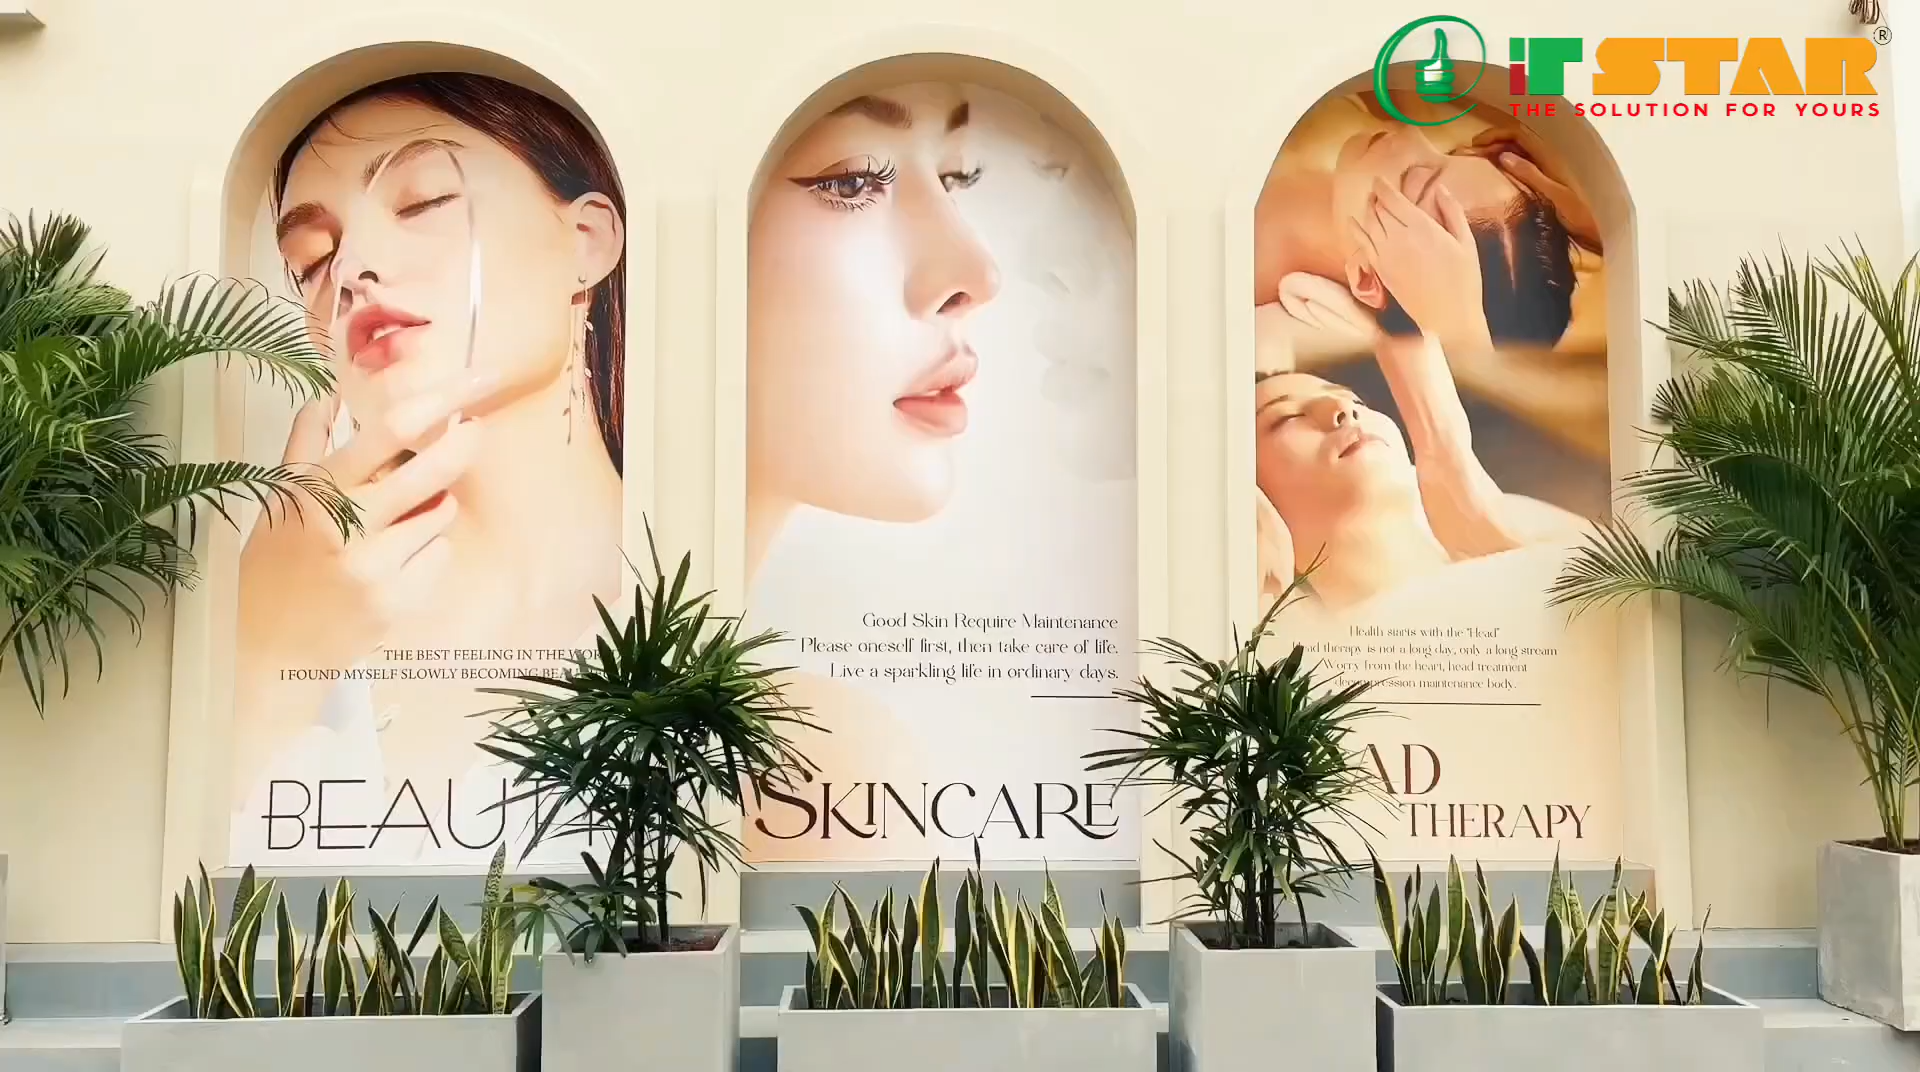 iT STAR®
THE SOLUTION FOR YOURS
THE BEST FEELING IN THE
I FOUND MYSELF SLOWLY BECOMING
BEAUTY
Good Skin Require Maintenance
Please oneself first, then take care of life.
Live a sparkling life in ordinary days.
SKINCARE
Health starts with the "Head"
therapy is not a long day, only a long stream
Worry from the heart, head treatment
decompression maintenance body.
AD
THERAPY